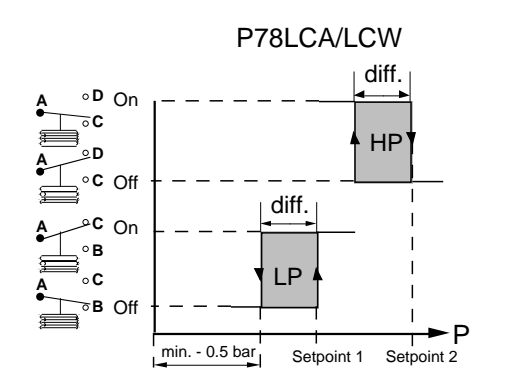 P78LCA/LCW
diff.
A D On
C
HP
A D
C Off
diff.
A C On
B
LP
A C
B Off
P
min. - 0.5 bar Setpoint 1 Setpoint 2